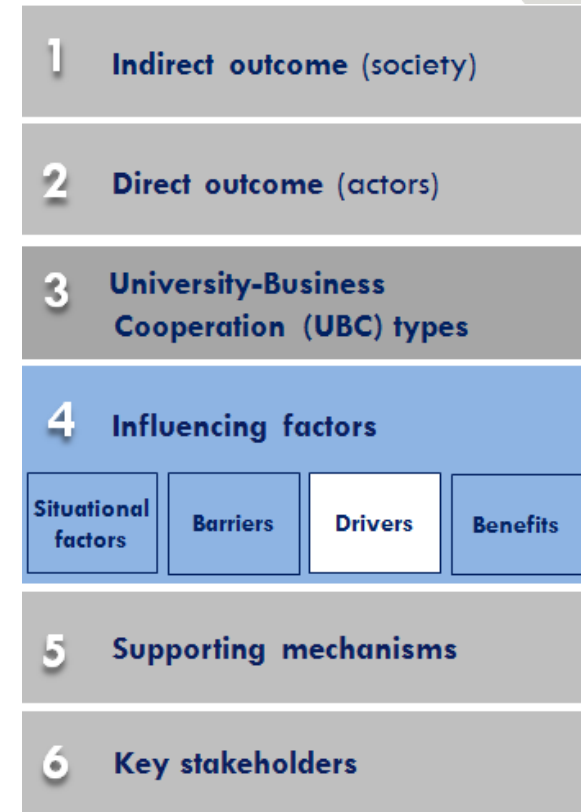 1 Indirect outcome (society)
2 Direct outcome (actors)
3 University-Business
Cooperation (UBC) types
4 Influencing factors
Situational
factors
Barriers
Drivers
Benefits
5 Supporting mechanisms
6 Key stakeholders